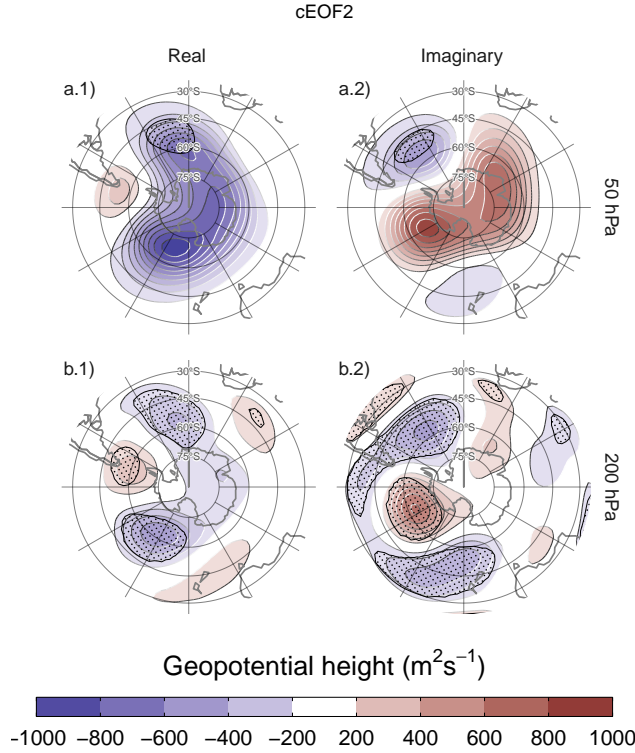 cEOF2
Real Imaginary
a.1) a.2)
30°S 30°S
45°S 45°S
60°S 60°S
75°S 75°S
50 hPa
b.1) b.2)
30°S 30°S
45°S 45°S
60°S 60°S
75°S 75°S
200 hPa
Geopotential height (m²s⁻¹)
−1000 −800 −600 −400 −200 200 400 600 800 1000